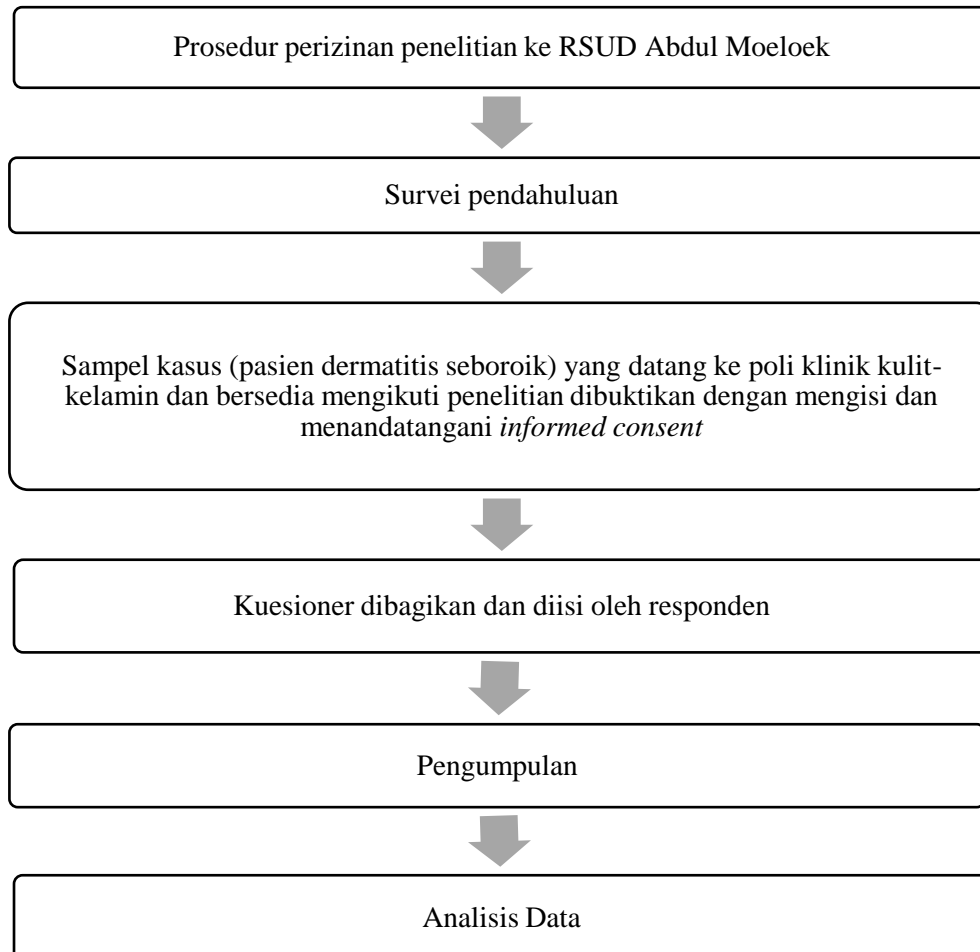 Prosedur perizinan penelitian ke RSUD Abdul Moeloek
Survei pendahuluan
Sampel kasus (pasien dermatitis seboroik) yang datang ke poli klinik kulit-
kelamin dan bersedia mengikuti penelitian dibuktikan dengan mengisi dan
menandatangani informed consent
Kuesioner dibagikan dan diisi oleh responden
Pengumpulan
Analisis Data